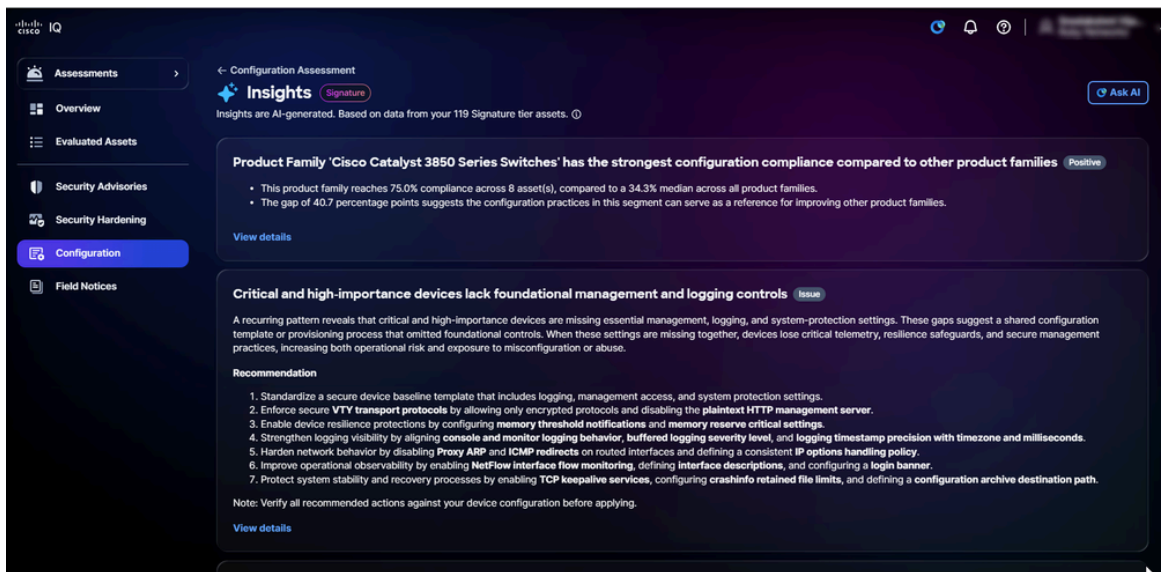 cisco IQ
Assessments
Overview
Evaluated Assets
Security Advisories
Security Hardening
Configuration
Field Notices
← Configuration Assessment
Insights Signature
Ask AI
Insights are AI-generated. Based on data from your 119 Signature tier assets.
Product Family 'Cisco Catalyst 3850 Series Switches' has the strongest configuration compliance compared to other product families Positive
• This product family reaches 75.0% compliance across 8 asset(s), compared to a 34.3% median across all product families.
• The gap of 40.7 percentage points suggests the configuration practices in this segment can serve as a reference for improving other product families.
View details
Critical and high-importance devices lack foundational management and logging controls Issue
A recurring pattern reveals that critical and high-importance devices are missing essential management, logging, and system-protection settings. These gaps suggest a shared configuration
template or provisioning process that omitted foundational controls. When these settings are missing together, devices lose critical telemetry, resilience safeguards, and secure management
practices, increasing both operational risk and exposure to misconfiguration or abuse.
Recommendation
1. Standardize a secure device baseline template that includes logging, management access, and system protection settings.
2. Enforce secure VTY transport protocols by allowing only encrypted protocols and disabling the plaintext HTTP management server.
3. Enable device resilience protections by configuring memory threshold notifications and memory reserve critical settings.
4. Strengthen logging visibility by aligning console and monitor logging behavior, buffered logging severity level, and logging timestamp precision with timezone and milliseconds.
5. Harden network behavior by disabling Proxy ARP and ICMP redirects on routed interfaces and defining a consistent IP options handling policy.
6. Improve operational observability by enabling NetFlow interface flow monitoring, defining interface descriptions, and configuring a login banner.
7. Protect system stability and recovery processes by enabling TCP keepalive services, configuring crashinfo retained file limits, and defining a configuration archive destination path.
Note: Verify all recommended actions against your device configuration before applying.
View details